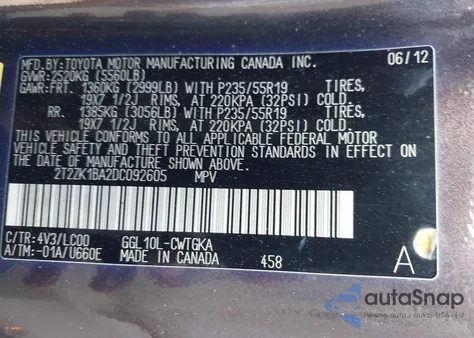 MFD.BY:TOYOTA MOTOR MANUFACTURING CANADA INC. 06/12
GVWR:2520KG (5560LB)
GAWR:FRT. 1360KG (2999LB) WITH P235/55R19 TIRES,
19X7 1/2J RIMS, AT 220KPA (32PSI) COLD.
RR. 1385KG (3056LB) WITH P235/55R19 TIRES,
19X7 1/2J RIMS, AT 220KPA (32PSI) COLD.
THIS VEHICLE CONFORMS TO ALL APPLICABLE FEDERAL MOTOR
VEHICLE SAFETY, BUMPER, AND THEFT PREVENTION STANDARDS IN EFFECT ON THE
DATE OF MANUFACTURE SHOWN ABOVE.
2T2ZK1BA2DC092605 MPV
C/TR:4V3/LC00 GGL10L-CWTGKA
A/TM:-01A/U660E MADE IN CANADA 458 A
autoSnap